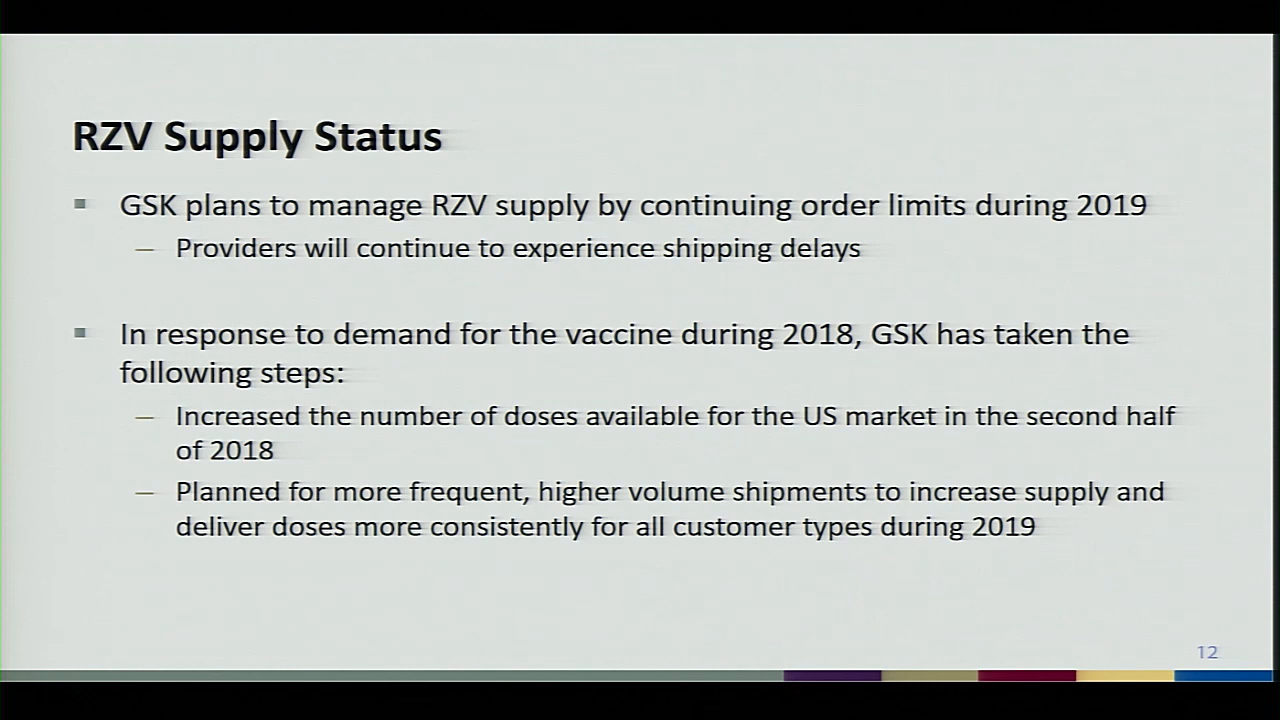 RZV Supply Status
▪ GSK plans to manage RZV supply by continuing order limits during 2019
– Providers will continue to experience shipping delays
▪ In response to demand for the vaccine during 2018, GSK has taken the
following steps:
– Increased the number of doses available for the US market in the second half
of 2018
– Planned for more frequent, higher volume shipments to increase supply and
deliver doses more consistently for all customer types during 2019
12